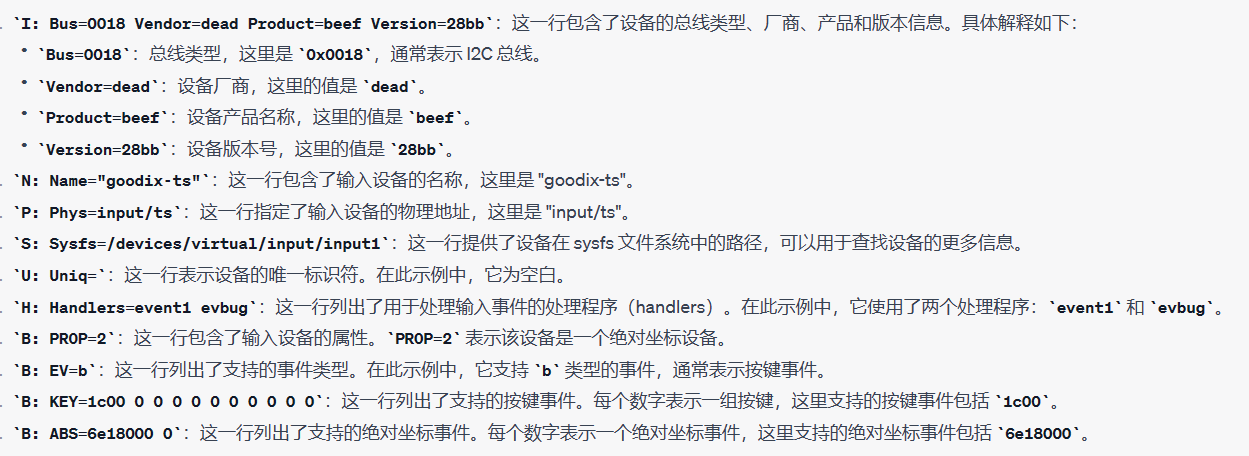 `I: Bus=0018 Vendor=dead Product=beef Version=28bb`：这一行包含了设备的总线类型、厂商、产品和版本信息。具体解释如下：
• `Bus=0018`：总线类型，这里是 `0x0018`，通常表示 I2C 总线。
• `Vendor=dead`：设备厂商，这里的值是 `dead`。
• `Product=beef`：设备产品名称，这里的值是 `beef`。
• `Version=28bb`：设备版本号，这里的值是 `28bb`。
`N: Name="goodix-ts"`：这一行包含了输入设备的名称，这里是 "goodix-ts"。
`P: Phys=input/ts`：这一行指定了输入设备的物理地址，这里是 "input/ts"。
`S: Sysfs=/devices/virtual/input/input1`：这一行提供了设备在 sysfs 文件系统中的路径，可以用于查找设备的更多信息。
`U: Uniq=`：这一行表示设备的唯一标识符。在此示例中，它为空白。
`H: Handlers=event1 evbug`：这一行列出了用于处理输入事件的处理程序（handlers）。在此示例中，它使用了两个处理程序：`event1` 和 `evbug`。
`B: PROP=2`：这一行包含了输入设备的属性。`PROP=2` 表示该设备是一个绝对坐标设备。
`B: EV=b`：这一行列出了支持的事件类型。在此示例中，它支持 `b` 类型的事件，通常表示按键事件。
`B: KEY=1c00 0 0 0 0 0 0 0 0 0 0`：这一行列出了支持的按键事件。每个数字表示一组按键，这里支持的按键事件包括 `1c00`。
`B: ABS=6e18000 0`：这一行列出了支持的绝对坐标事件。每个数字表示一个绝对坐标事件，这里支持的绝对坐标事件包括 `6e18000`。